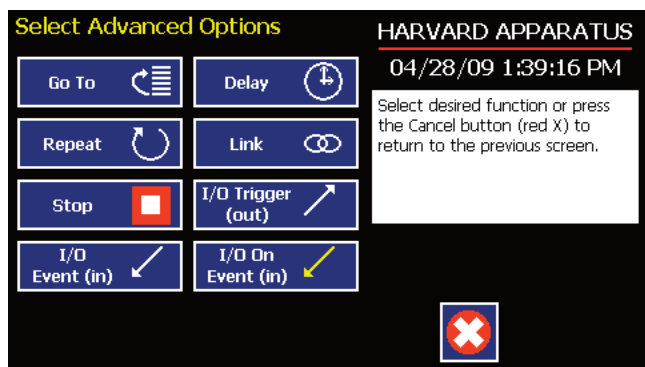 Select Advanced Options
Go To
Delay
Repeat
Link
Stop
I/O Trigger
(out)
I/O
Event (in)
I/O On
Event (in)
HARVARD APPARATUS
04/28/09 1:39:16 PM
Select desired function or press
the Cancel button (red X) to
return to the previous screen.